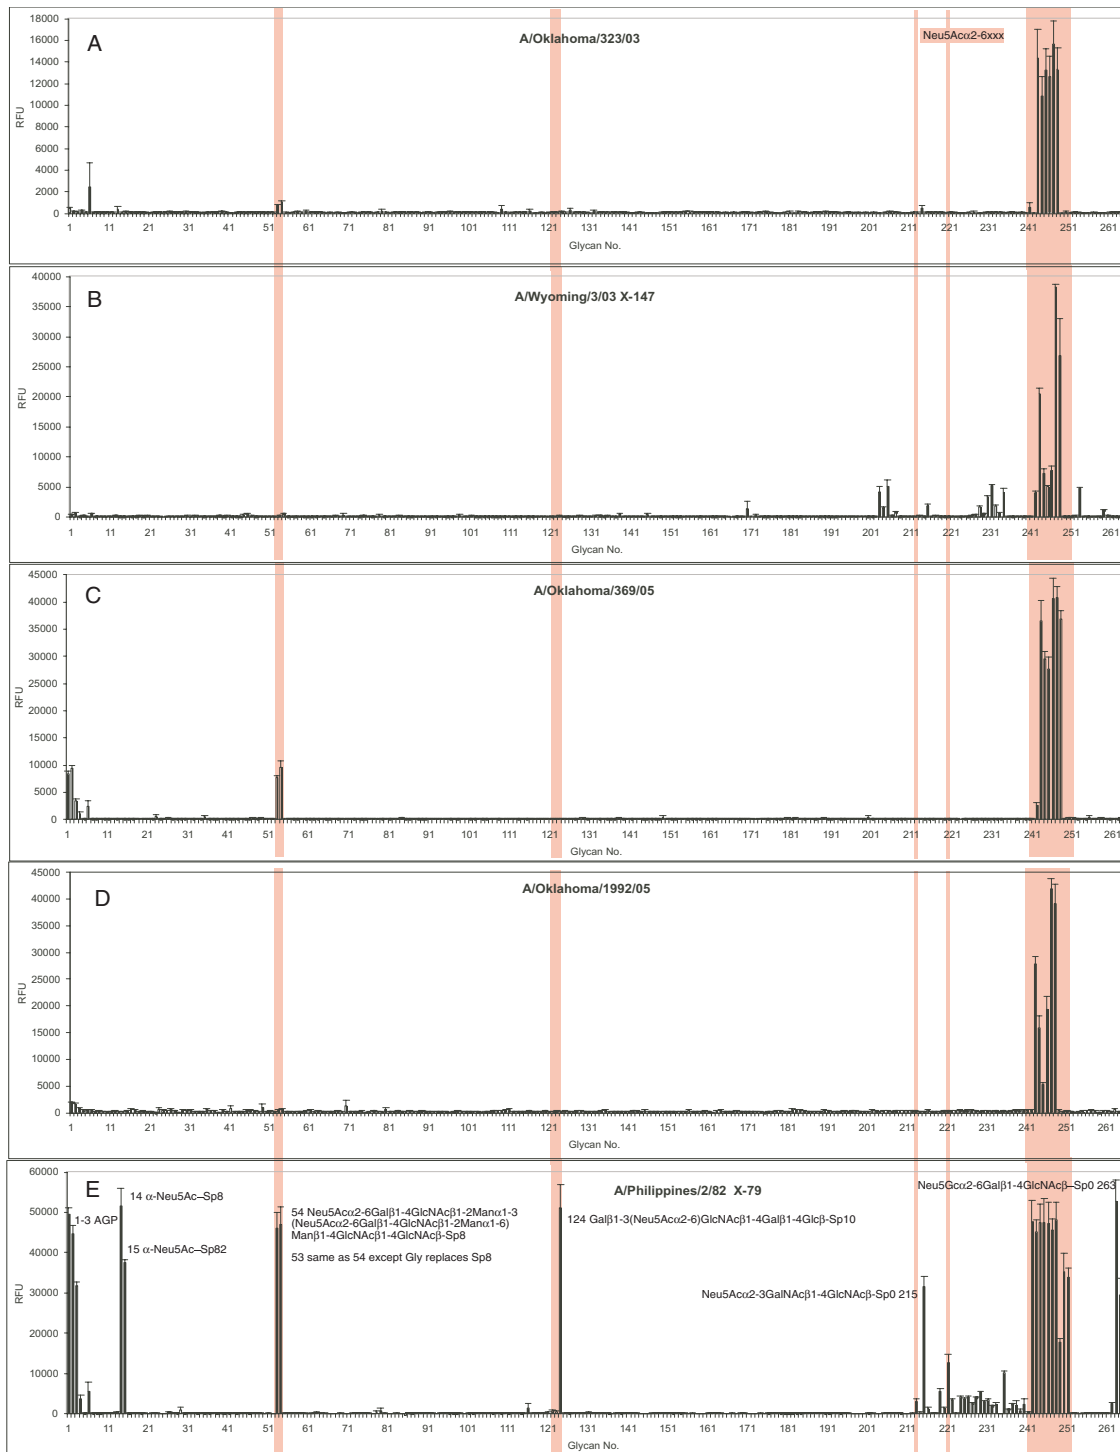 A
A/Oklahoma/323/03
Neu5Acα2-6xxx
RFU
18000
16000
14000
12000
10000
8000
6000
4000
2000
0
1 11 21 31 41 51 61 71 81 91 101 111 121 131 141 151 161 171 181 191 201 211 221 231 241 251 261
Glycan No.
B
A/Wyoming/3/03 X-147
RFU
40000
35000
30000
25000
20000
15000
10000
5000
0
1 11 21 31 41 51 61 71 81 91 101 111 121 131 141 151 161 171 181 191 201 211 221 231 241 251 261
Glycan No.
C
A/Oklahoma/369/05
RFU
45000
40000
35000
30000
25000
20000
15000
10000
5000
0
1 11 21 31 41 51 61 71 81 91 101 111 121 131 141 151 161 171 181 191 201 211 221 231 241 251 261
Glycan No.
D
A/Oklahoma/1992/05
RFU
45000
40000
35000
30000
25000
20000
15000
10000
5000
0
1 11 21 31 41 51 61 71 81 91 101 111 121 131 141 151 161 171 181 191 201 211 221 231 241 251 261
Glycan No.
E
A/Philippines/2/82 X-79
RFU
60000
50000
40000
30000
20000
10000
0
1-3 AGP
14 α-Neu5Ac–Sp8
15 α-Neu5Ac–Sp82
54 Neu5Acα2-6Galβ1-4GlcNAcβ1-2Manα1-3
(Neu5Acα2-6Galβ1-4GlcNAcβ1-2Manα1-6)
Manβ1-4GlcNAcβ1-4GlcNAcβ-Sp8
53 same as 54 except Gly replaces Sp8
124 Galβ1-3(Neu5Acα2-6)GlcNAcβ1-4Galβ1-4Glcβ-Sp10
Neu5Acα2-3GalNAcβ1-4GlcNAcβ-Sp0 215
Neu5Gcα2-6Galβ1-4GlcNAcβ–Sp0 263
1 11 21 31 41 51 61 71 81 91 101 111 121 131 141 151 161 171 181 191 201 211 221 231 241 251 261
Glycan No.